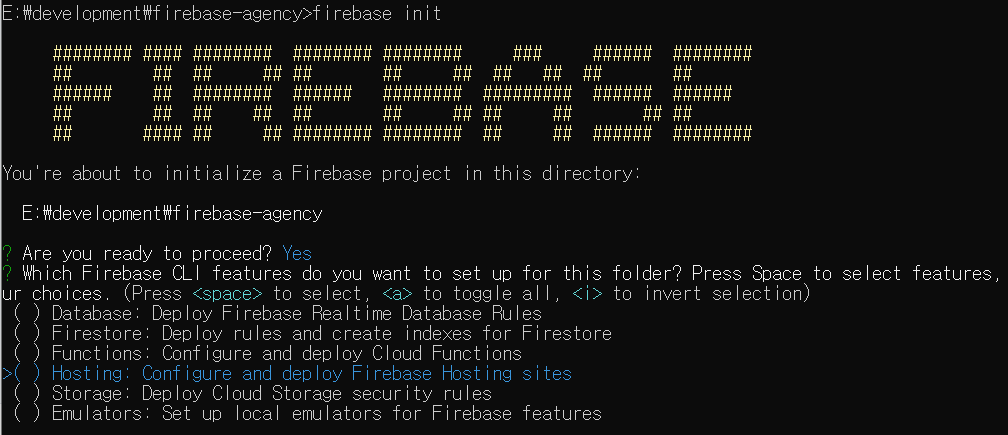 E:\development\firebase-agency>firebase init
######## #### ######## ######## ########     ###     ######  ########
##        ##  ##     ## ##       ##     ##  ##   ##  ##       ##
######    ##  ########  ######   ########  #########  ######  ######
##        ##  ##    ##  ##       ##     ## ##     ##       ## ##
##       #### ##     ## ######## ########  ##     ##  ######  ########
You're about to initialize a Firebase project in this directory:
E:\development\firebase-agency
? Are you ready to proceed? Yes
? Which Firebase CLI features do you want to set up for this folder? Press Space to select features,
ur choices. (Press <space> to select, <a> to toggle all, <i> to invert selection)
( ) Database: Deploy Firebase Realtime Database Rules
( ) Firestore: Deploy rules and create indexes for Firestore
( ) Functions: Configure and deploy Cloud Functions
>( ) Hosting: Configure and deploy Firebase Hosting sites
( ) Storage: Deploy Cloud Storage security rules
( ) Emulators: Set up local emulators for Firebase features